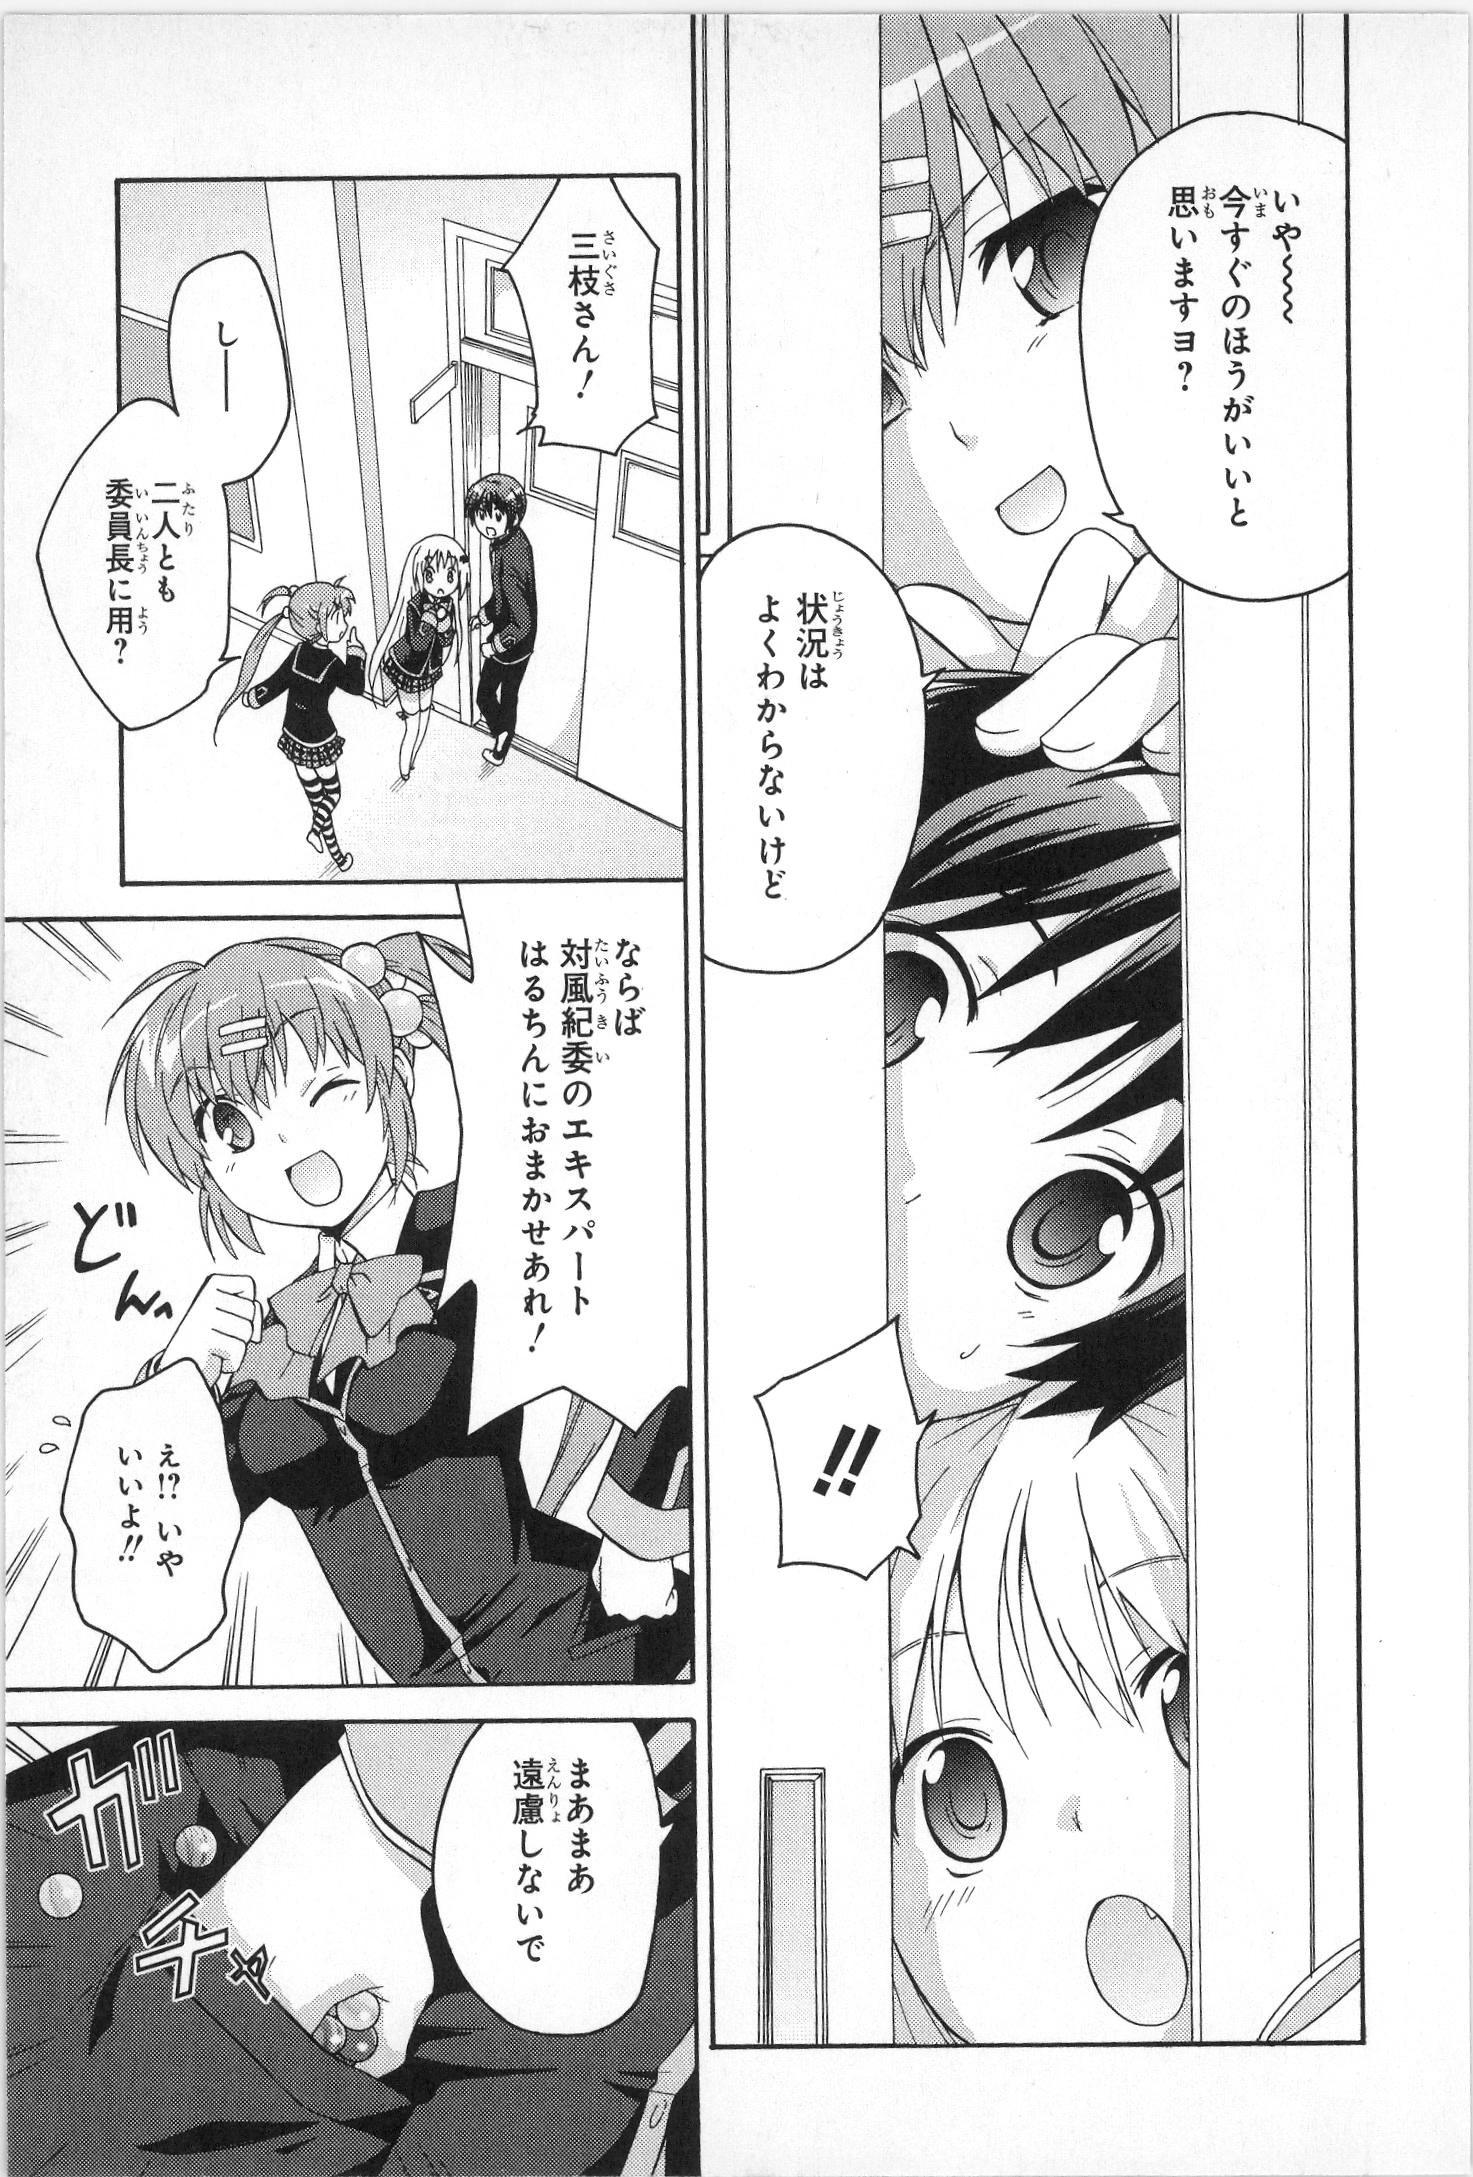 いや〜〜〜
今すぐのほうがいいと
思いますヨ?
状況は
よくわからないけど
!!
三枝さん!
しーー
二人とも
委員長に用?
ならば
対風紀委のエキスパート
はるちんにおまかせあれ!
どん
え!? いや
いいよ!!
まあまあ
遠慮しないで
ガチャ